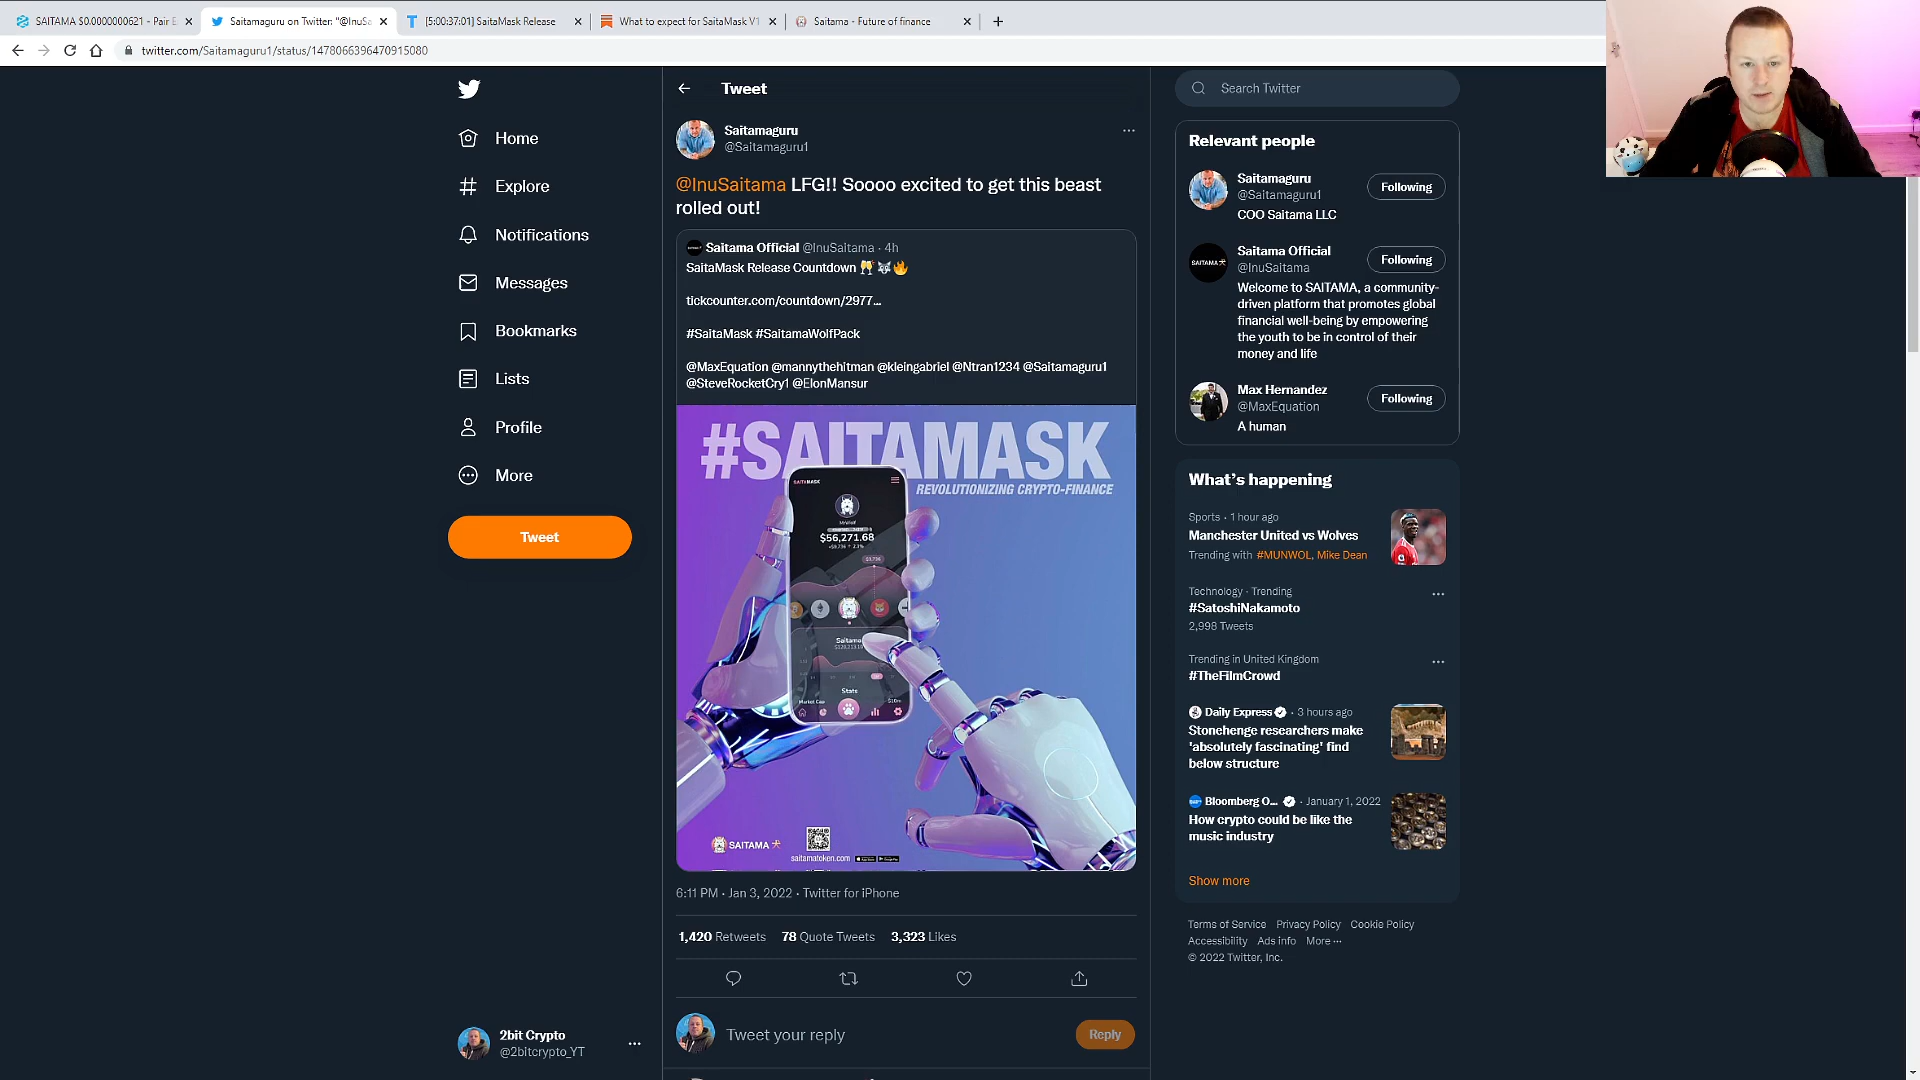 SAITAMA $0.0000000621 - Pair E
Saitamaguru on Twitter: "@InuSa
[5:00:37:01] SaitaMask Release
What to expect for SaitaMask V1
Saitama - Future of finance
twitter.com/Saitamaguru1/status/1478066396470915080
Home
Explore
Notifications
Messages
Bookmarks
Lists
Profile
More
Tweet
2bit Crypto
@2bitcrypto_YT
Tweet
Saitamaguru
@Saitamaguru1
@InuSaitama LFG!! Soooo excited to get this beast
rolled out!
Saitama Official @InuSaitama · 4h
SaitaMask Release Countdown 🥂🐺🔥
tickcounter.com/countdown/2977...
#SaitaMask #SaitamaWolfPack
@MaxEquation @mannythehitman @kleingabriel @Ntran1234 @Saitamaguru1
@SteveRocketCry1 @ElonMansur
#SAITAMASK
REVOLUTIONIZING CRYPTO-FINANCE
SAITAMASK
$56,271.68
Saitama
Stats
Market Cap
SAITAMA
saitamatoken.com
6:11 PM · Jan 3, 2022 · Twitter for iPhone
1,420 Retweets 78 Quote Tweets 3,323 Likes
Tweet your reply
Reply
Search Twitter
Relevant people
Saitamaguru
@Saitamaguru1
Following
COO Saitama LLC
Saitama Official
@InuSaitama
Following
SAITAMA
Welcome to SAITAMA, a community-
driven platform that promotes global
financial well-being by empowering
the youth to be in control of their
money and life
Max Hernandez
@MaxEquation
Following
A human
What's happening
Sports · 1 hour ago
Manchester United vs Wolves
Trending with #MUNWOL, Mike Dean
Technology · Trending
#SatoshiNakamoto
2,998 Tweets
Trending in United Kingdom
#TheFilmCrowd
Daily Express · 3 hours ago
Stonehenge researchers make
'absolutely fascinating' find
below structure
Bloomberg O... · January 1, 2022
How crypto could be like the
music industry
Show more
Terms of Service Privacy Policy Cookie Policy
Accessibility Ads info More ···
© 2022 Twitter, Inc.